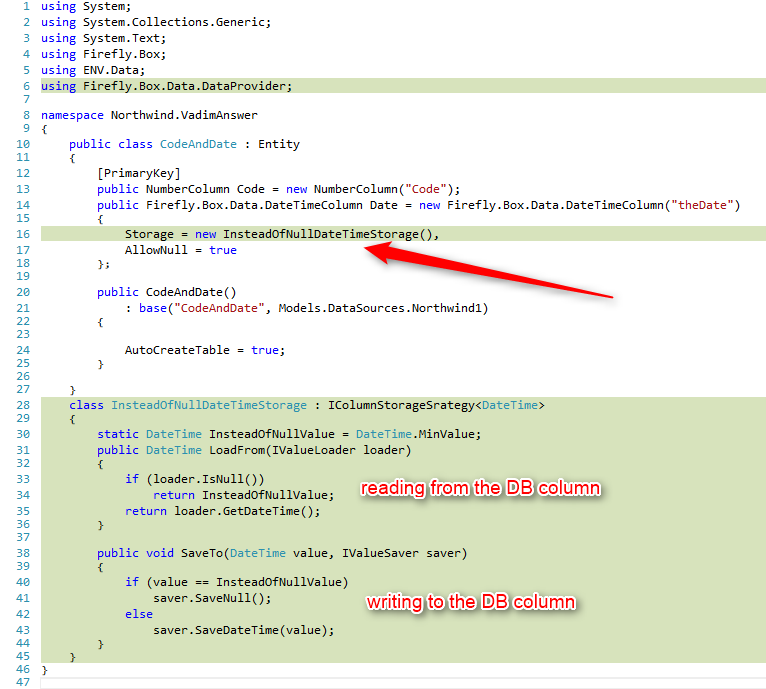 1 using System;
2 using System.Collections.Generic;
3 using System.Text;
4 using Firefly.Box;
5 using ENV.Data;
6 using Firefly.Box.Data.DataProvider;
7
8 namespace Northwind.VadimAnswer
9 {
10 public class CodeAndDate : Entity
11 {
12 [PrimaryKey]
13 public NumberColumn Code = new NumberColumn("Code");
14 public Firefly.Box.Data.DateTimeColumn Date = new Firefly.Box.Data.DateTimeColumn("theDate")
15 {
16 Storage = new InsteadOfNullDateTimeStorage(),
17 AllowNull = true
18 };
19
20 public CodeAndDate()
21 : base("CodeAndDate", Models.DataSources.Northwind1)
22 {
23
24 AutoCreateTable = true;
25 }
26
27 }
28 class InsteadOfNullDateTimeStorage : IColumnStorageSrategy<DateTime>
29 {
30 static DateTime InsteadOfNullValue = DateTime.MinValue;
31 public DateTime LoadFrom(IValueLoader loader)
32 {
33 if (loader.IsNull())
34 return InsteadOfNullValue; reading from the DB column
35 return loader.GetDateTime();
36 }
37
38 public void SaveTo(DateTime value, IValueSaver saver)
39 {
40 if (value == InsteadOfNullValue)
41 saver.SaveNull(); writing to the DB column
42 else
43 saver.SaveDateTime(value);
44 }
45 }
46 }
47